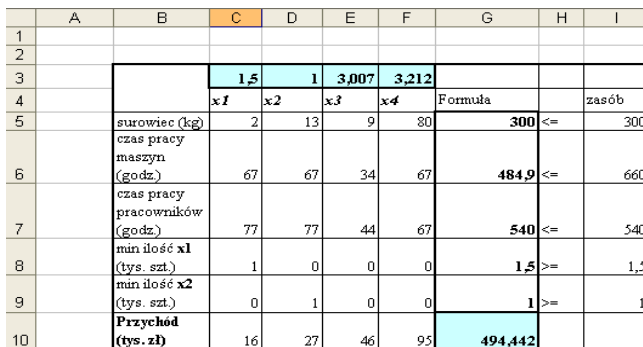 A B C D E F G H I
1
2
3 1,5 1 3,007 3,212
4 x1 x2 x3 x4 Formuła zasób
5 surowiec (kg) 2 13 9 80 300 <= 300
czas pracy
maszyn
6 (godz.) 67 67 34 67 484,9 <= 660
czas pracy
pracowników
7 (godz.) 77 77 44 67 540 <= 540
min ilość x1
8 (tys. szt.) 1 0 0 0 1,5 >= 1,5
min ilość x2
9 (tys. szt.) 0 1 0 0 1 >= 1
Przychód
10 (tys. zł) 16 27 46 95 494,442